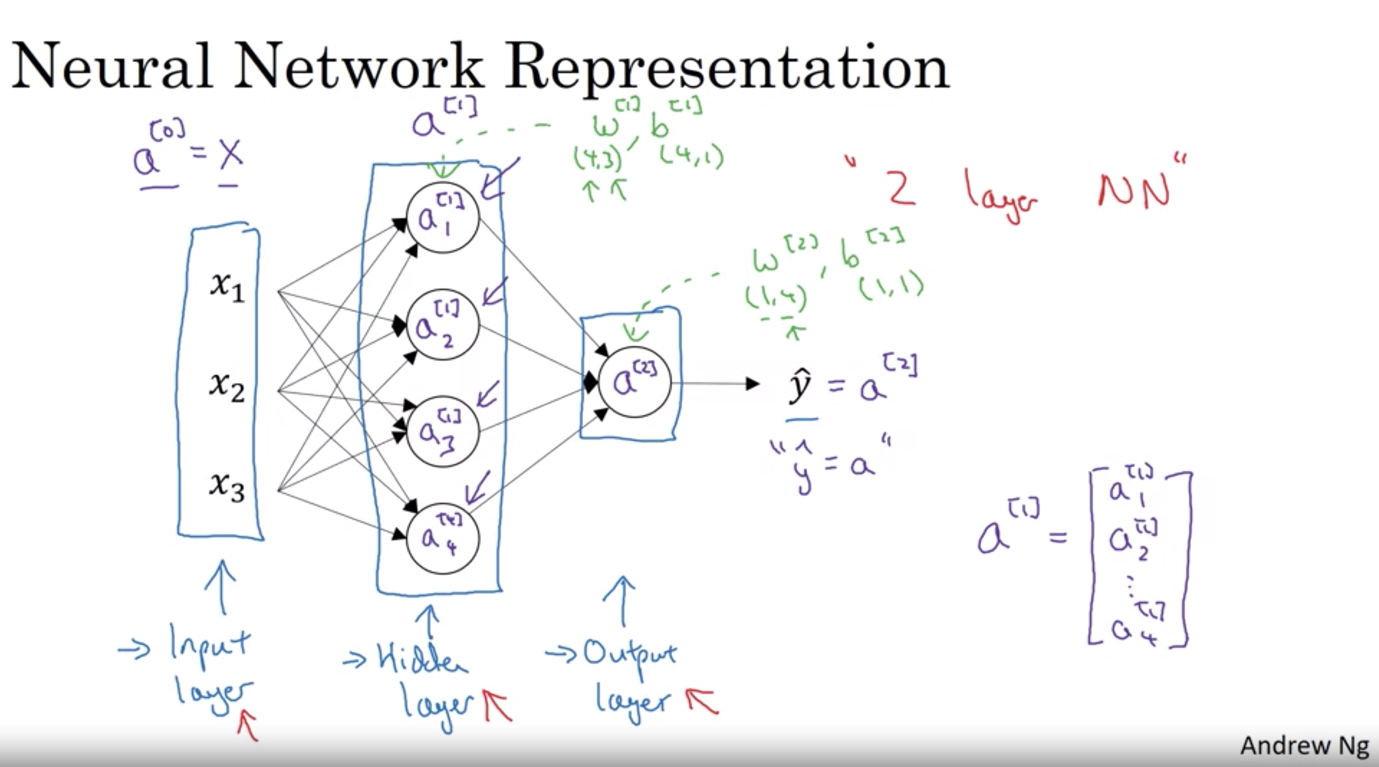 Neural Network Representation
a^[0] = X
a^[1]
w^[1], b^[1]
(4,3) (4,1)
" 2 layer NN "
w^[2], b^[2]
(1,4) (1,1)
x₁
x₂
x₃
a₁^[1]
a₂^[1]
a₃^[1]
a₄^[1]
a^[2]
ŷ = a^[2]
" ŷ = a "
a^[1] = [ a₁^[1]
a₂^[1]
⋮
a₄^[1] ]
→ Input layer
→ Hidden layer
→ Output layer
Andrew Ng